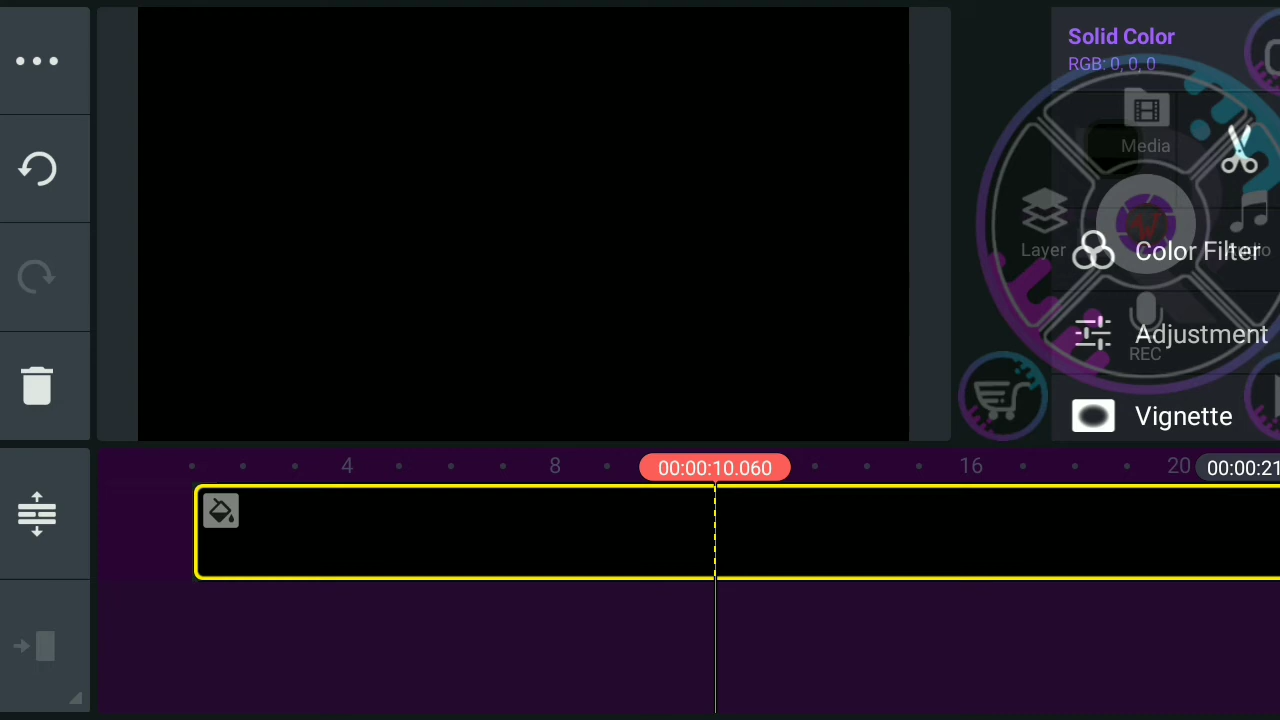 Solid Color
RGB: 0, 0, 0
Media
Layer
Color Filter
Adjustment
REC
Vignette
4
8
00:00:10.060
16
20
00:00:21